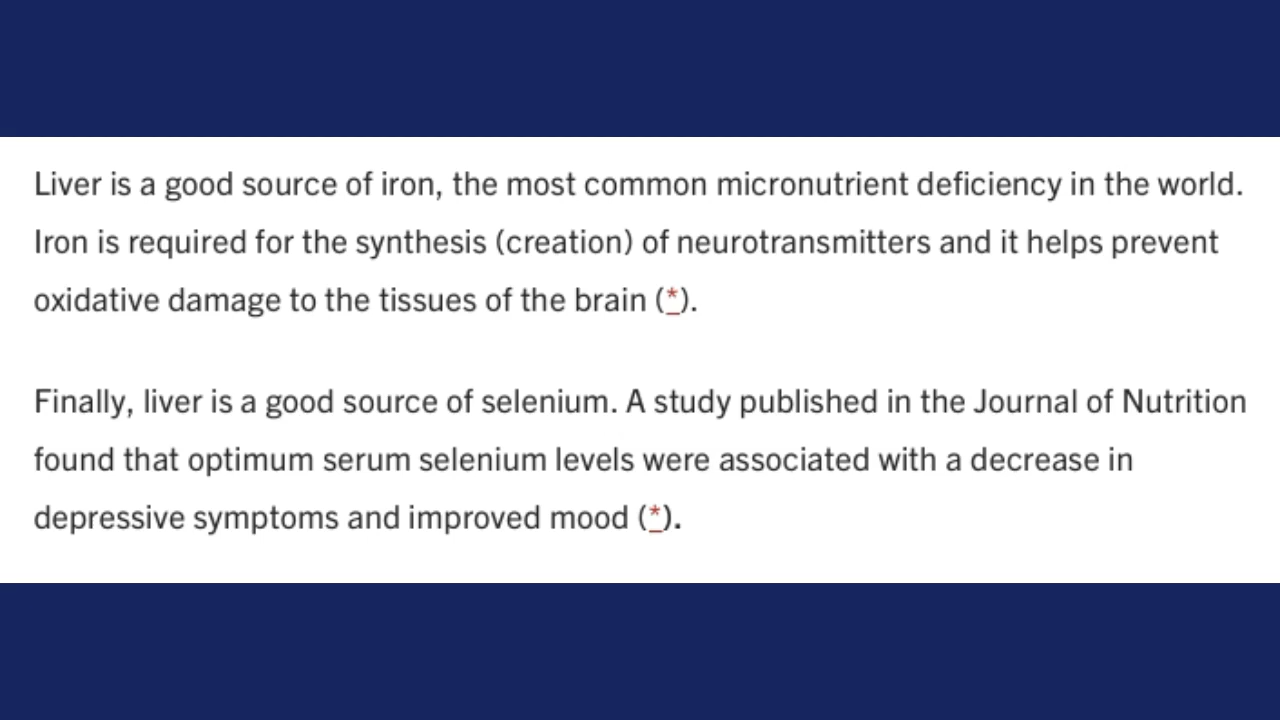 Liver is a good source of iron, the most common micronutrient deficiency in the world.
Iron is required for the synthesis (creation) of neurotransmitters and it helps prevent
oxidative damage to the tissues of the brain (*).
Finally, liver is a good source of selenium. A study published in the Journal of Nutrition
found that optimum serum selenium levels were associated with a decrease in
depressive symptoms and improved mood (*).